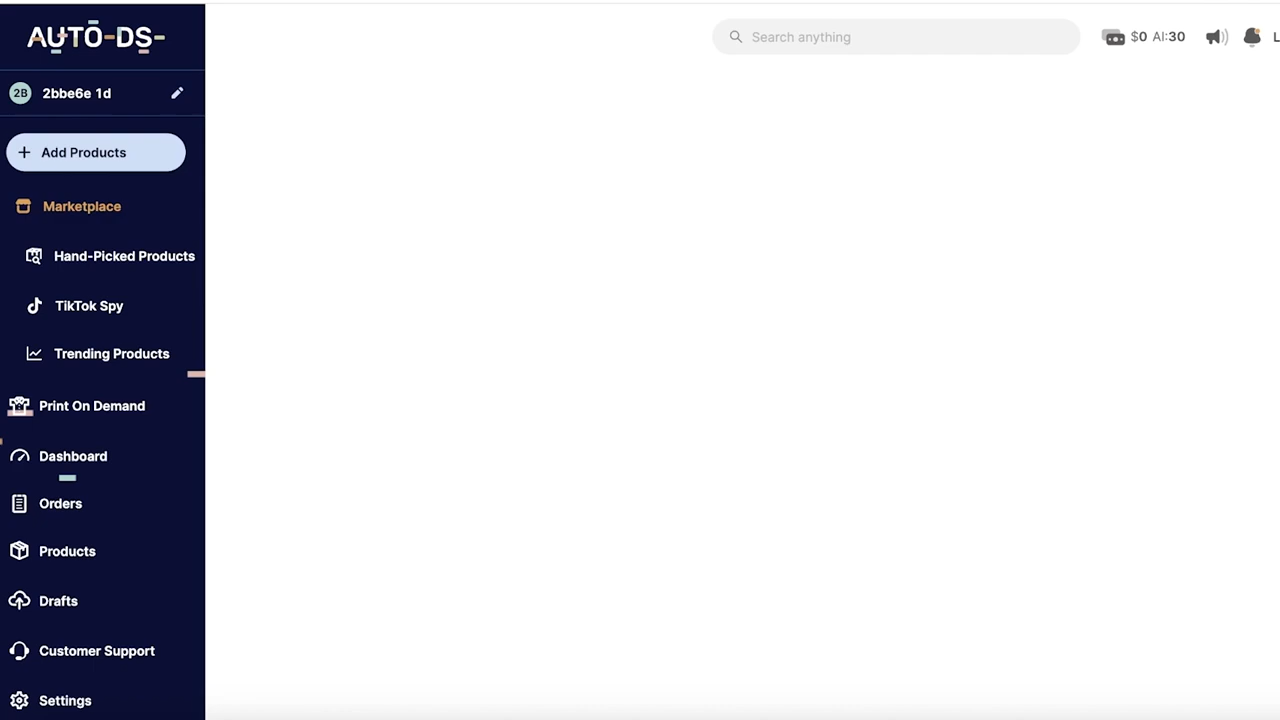 AUTO-DS
Search anything
$0 AI:30
L
2B 2bbe6e 1d
+ Add Products
Marketplace
Hand-Picked Products
TikTok Spy
Trending Products
Print On Demand
Dashboard
Orders
Products
Drafts
Customer Support
Settings